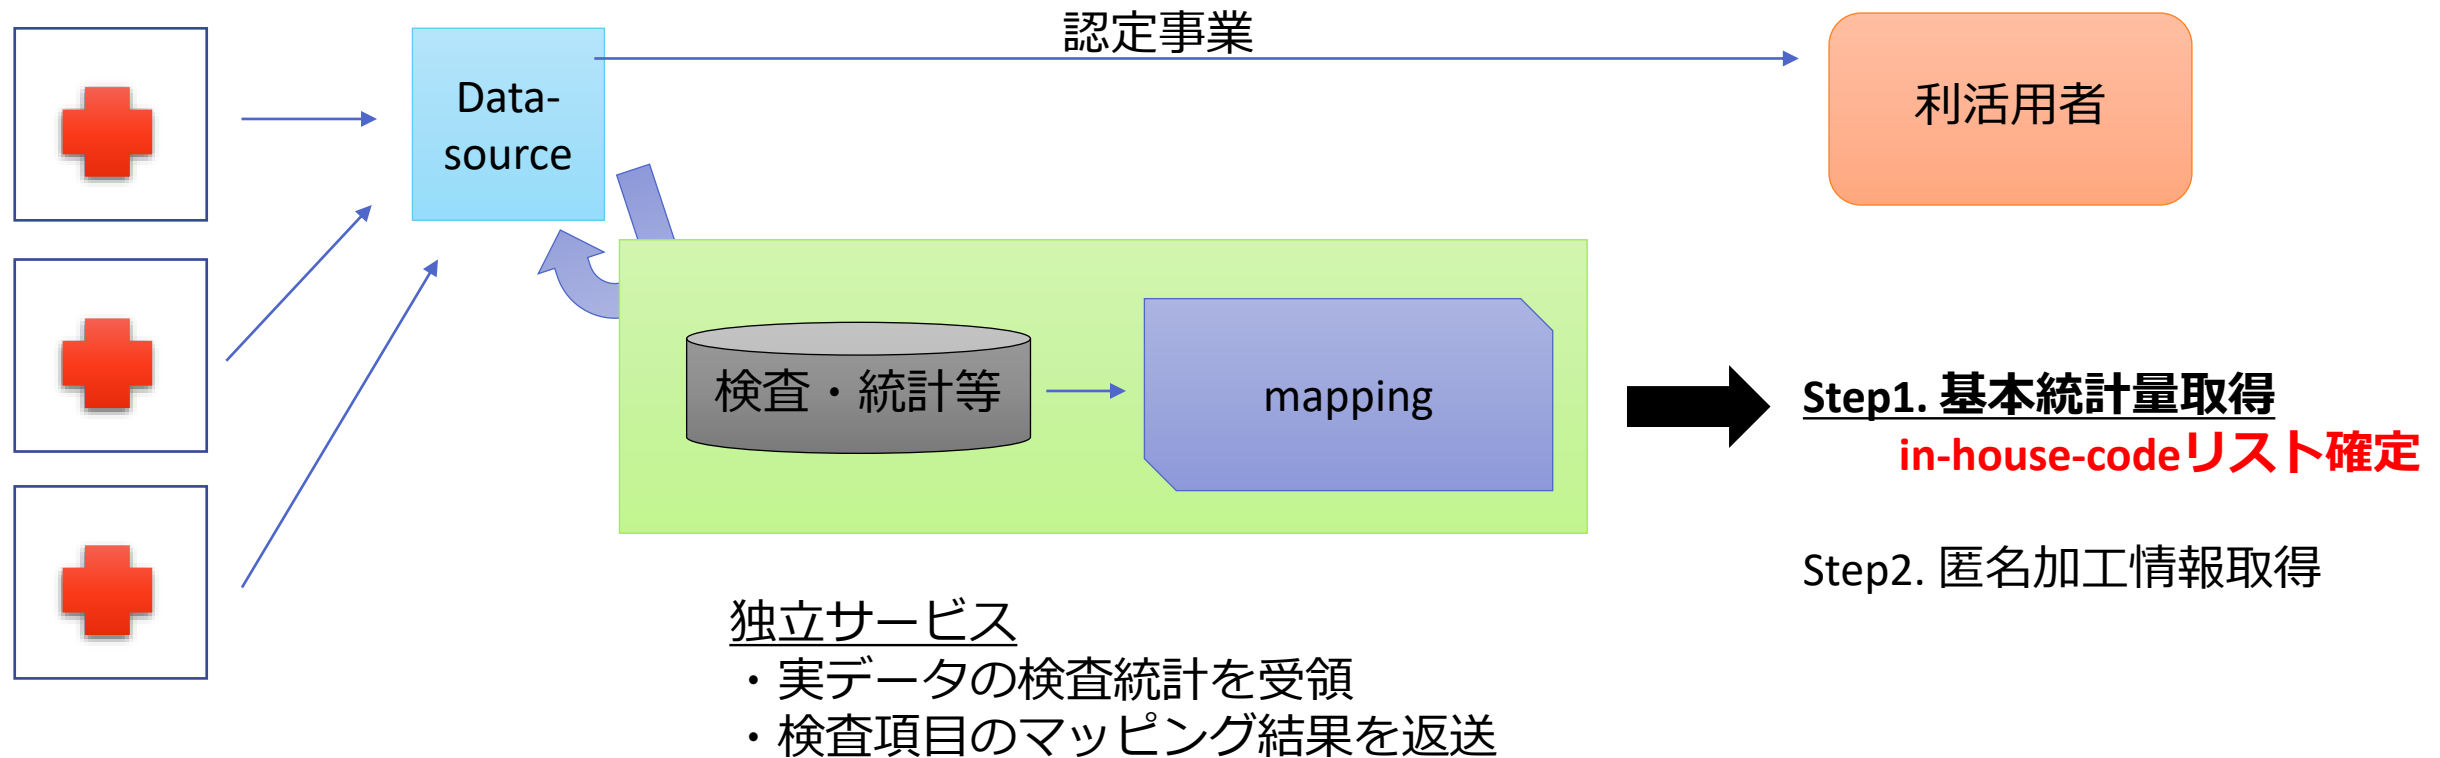 認定事業
Data-
source
利活用者
検査・統計等
mapping
Step1. 基本統計量取得
in-house-codeリスト確定
Step2. 匿名加工情報取得
独立サービス
・実データの検査統計を受領
・検査項目のマッピング結果を返送